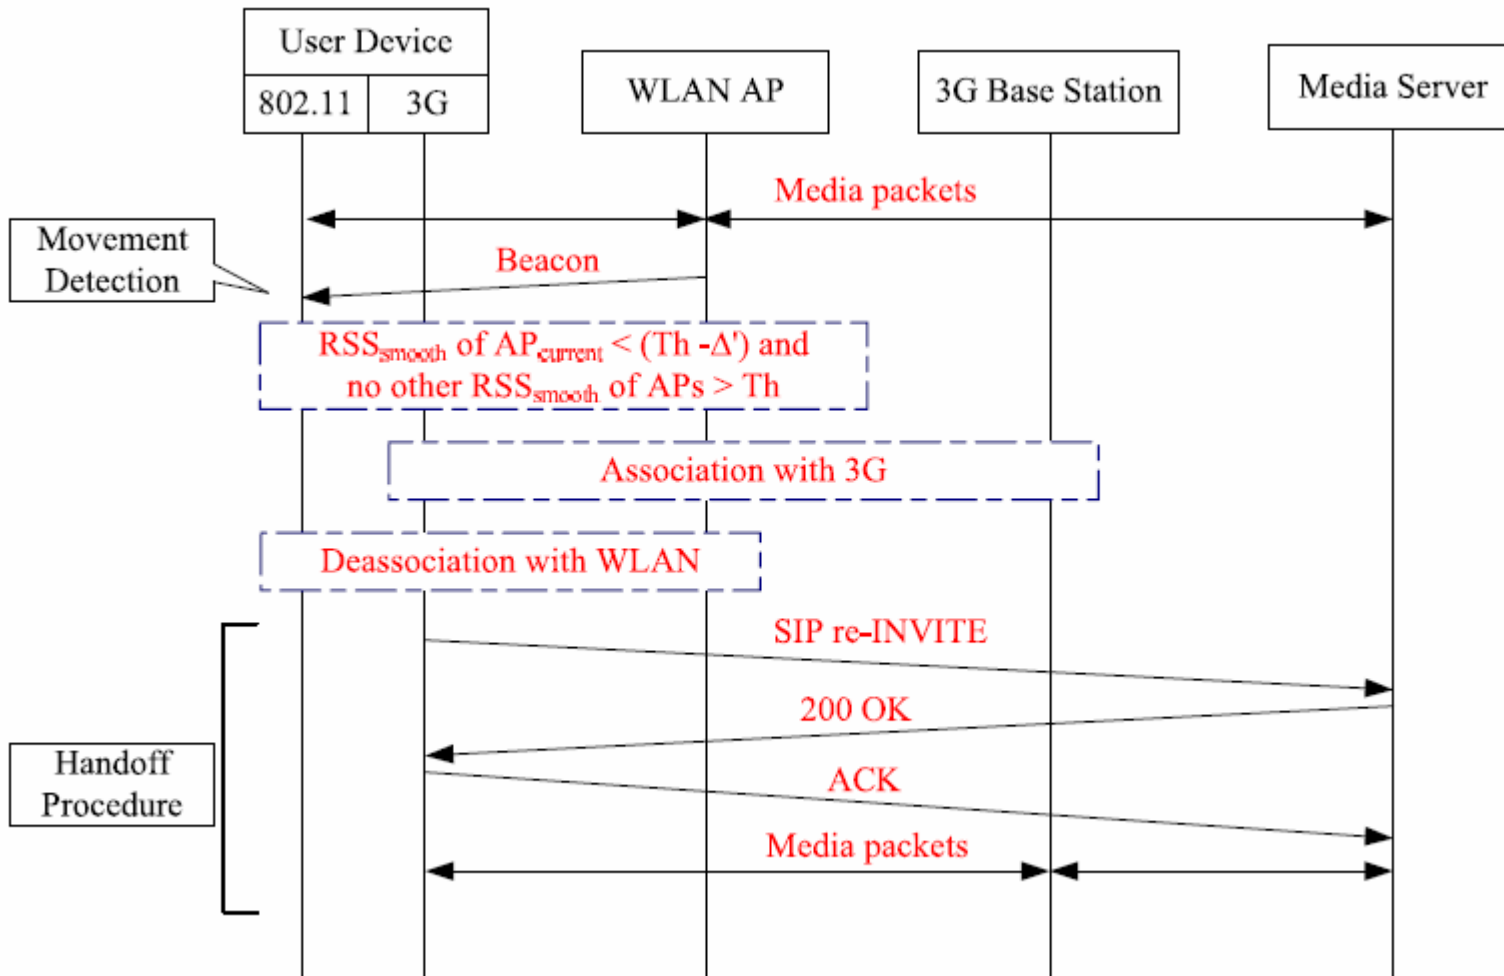 User Device
802.11
3G
WLAN AP
3G Base Station
Media Server
Media packets
Movement
Detection
Beacon
RSSsmooth of APcurrent < (Th -Δ') and
no other RSSsmooth of APs > Th
Association with 3G
Deassociation with WLAN
SIP re-INVITE
200 OK
Handoff
Procedure
ACK
Media packets